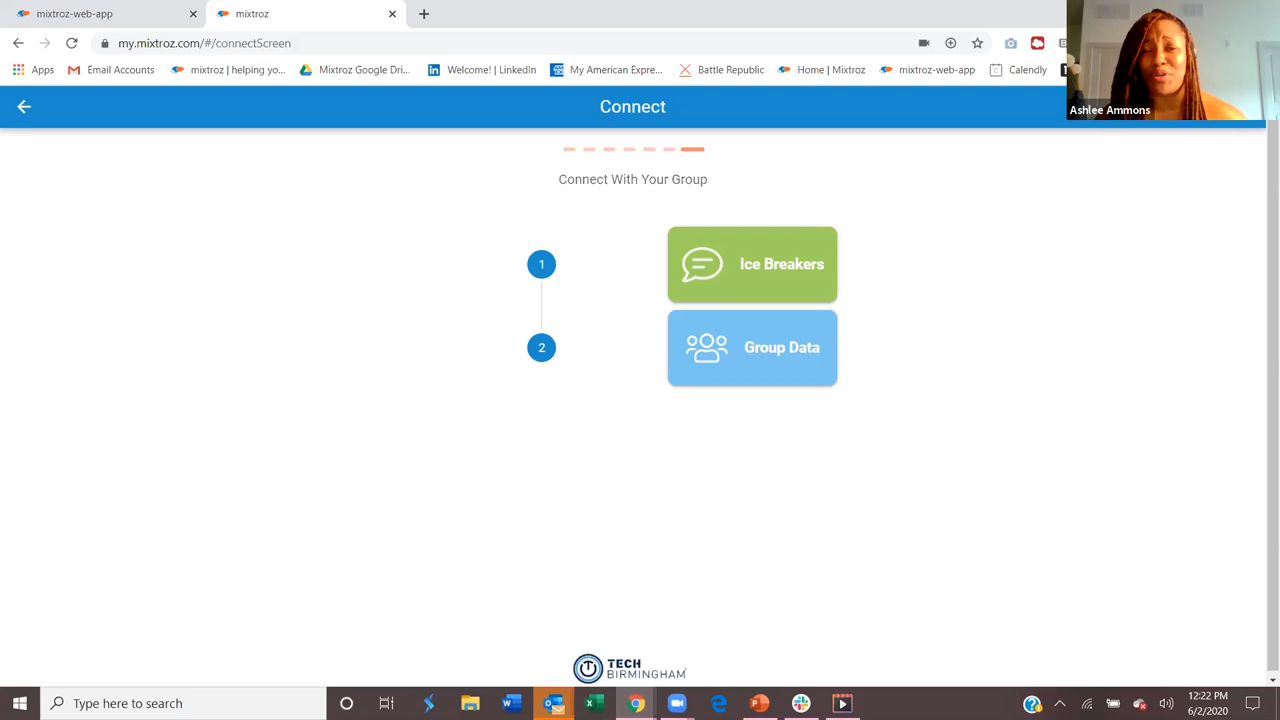 mixtroz-web-app
mixtroz
my.mixtroz.com/#/connectScreen
Apps
Email Accounts
mixtroz | helping yo...
Mixtroz Google Dri...
Welcome! | LinkedIn
My American Expre...
Battle Republic
Home | Mixtroz
mixtroz-web-app
Calendly
Ashlee Ammons
Connect
Connect With Your Group
1
Ice Breakers
2
Group Data
TECH
BIRMINGHAM
Type here to search
12:22 PM
6/2/2020